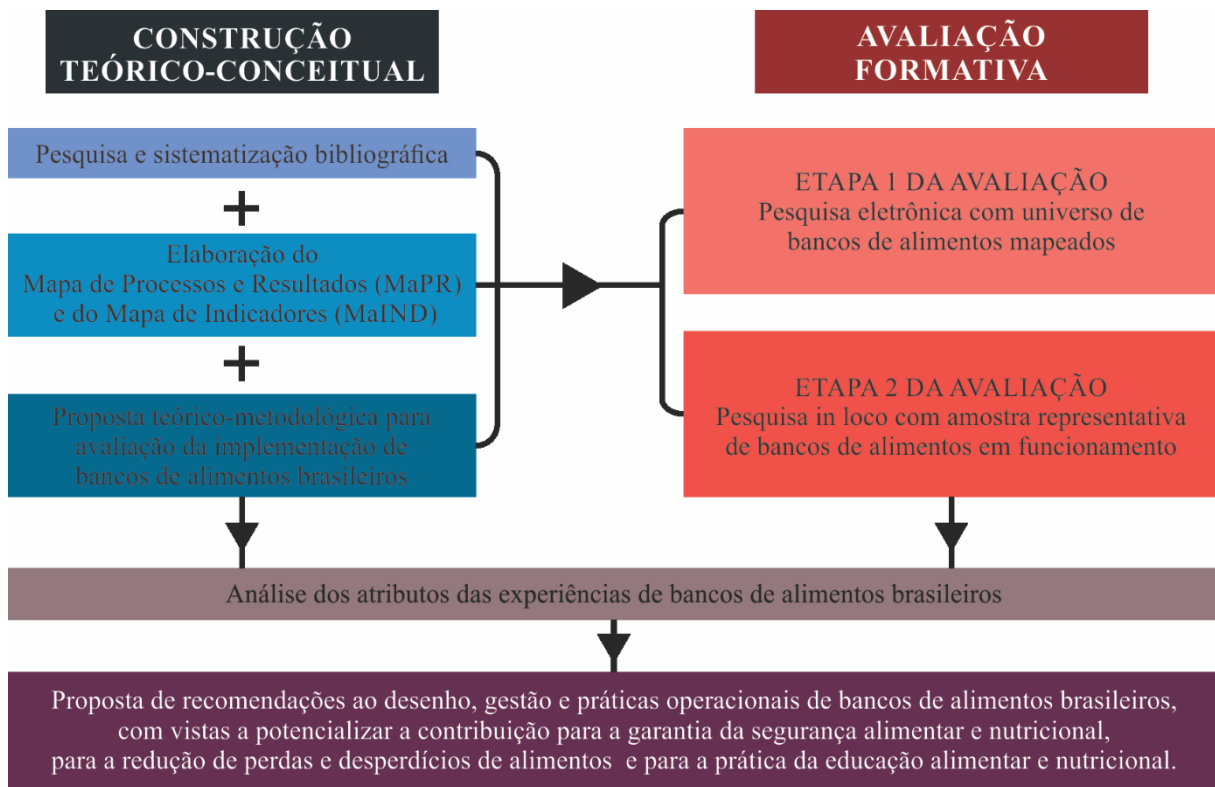 CONSTRUÇÃO
TEÓRICO-CONCEITUAL
Pesquisa e sistematização bibliográfica
+
Elaboração do
Mapa de Processos e Resultados (MaPR)
e do Mapa de Indicadores (MaIND)
+
Proposta teórico-metodológica para
avaliação da implementação de
bancos de alimentos brasileiros
AVALIAÇÃO
FORMATIVA
ETAPA 1 DA AVALIAÇÃO
Pesquisa eletrônica com universo de
bancos de alimentos mapeados
ETAPA 2 DA AVALIAÇÃO
Pesquisa in loco com amostra representativa
de bancos de alimentos em funcionamento
Análise dos atributos das experiências de bancos de alimentos brasileiros
Proposta de recomendações ao desenho, gestão e práticas operacionais de bancos de alimentos brasileiros,
com vistas a potencializar a contribuição para a garantia da segurança alimentar e nutricional,
para a redução de perdas e desperdícios de alimentos e para a prática da educação alimentar e nutricional.